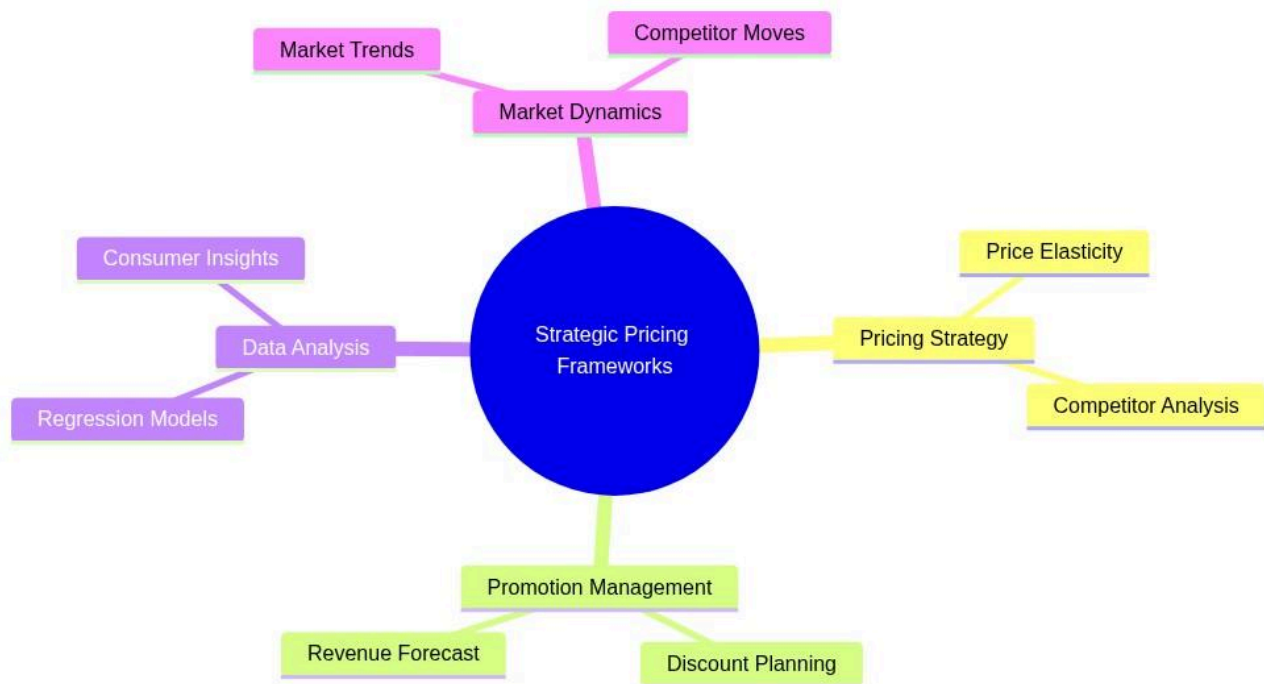 Competitor Moves
Market Trends
Market Dynamics
Consumer Insights
Price Elasticity
Strategic Pricing
Frameworks
Pricing Strategy
Data Analysis
Competitor Analysis
Regression Models
Promotion Management
Revenue Forecast
Discount Planning